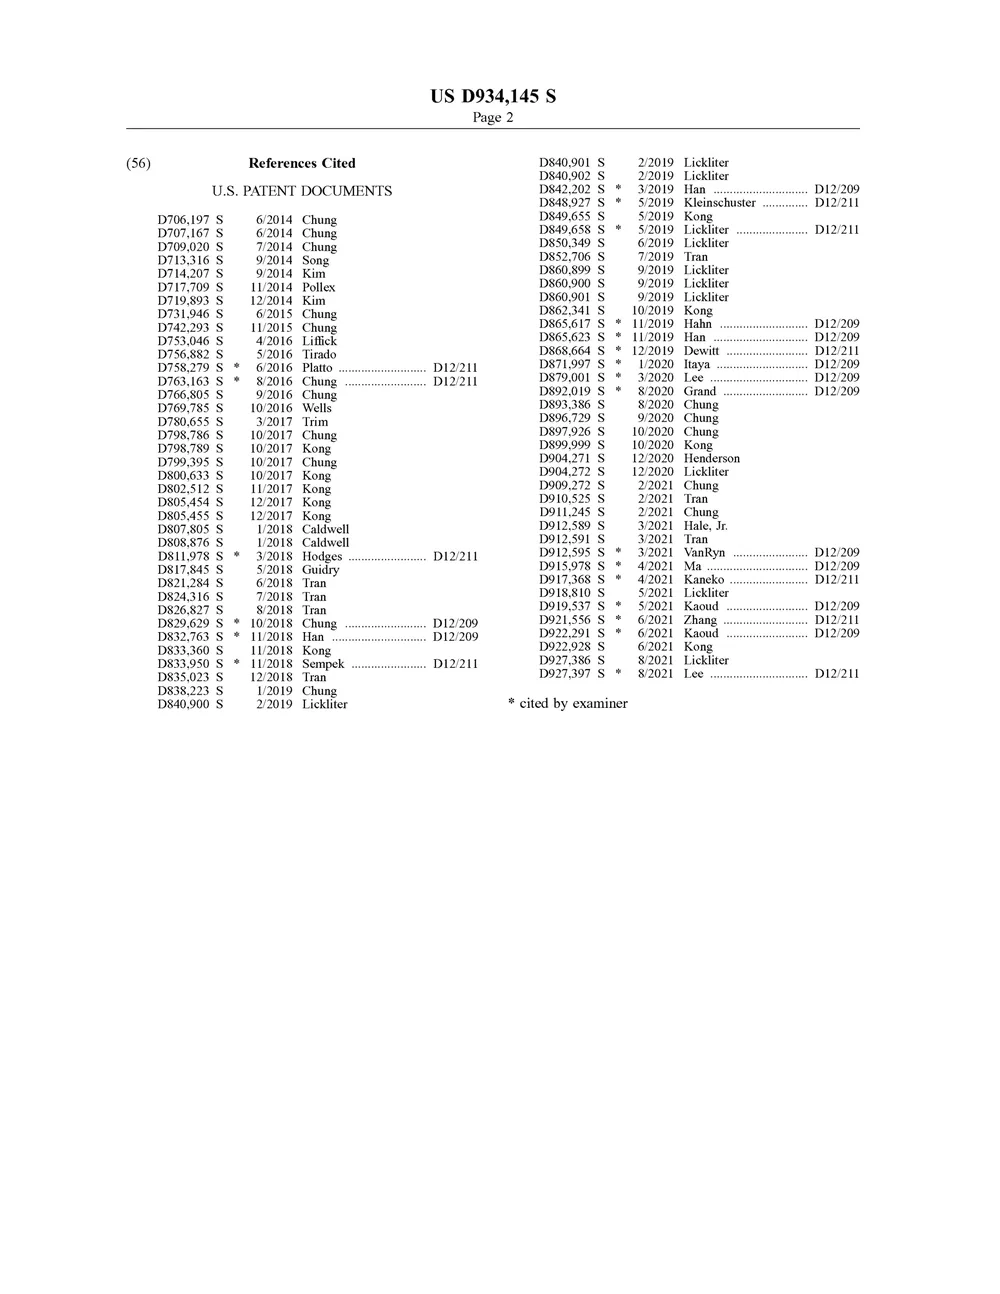 US D934,145 S
Page 2
(56) References Cited
U.S. PATENT DOCUMENTS
D706,197 S 6/2014 Chung
D707,167 S 6/2014 Chung
D709,020 S 7/2014 Chung
D713,316 S 9/2014 Song
D714,207 S 9/2014 Kim
D717,709 S 11/2014 Pollex
D719,893 S 12/2014 Kim
D731,946 S 6/2015 Chung
D742,293 S 11/2015 Chung
D753,046 S 4/2016 Liffick
D756,882 S 5/2016 Tirado
D758,279 S * 6/2016 Platto ........................... D12/211
D763,163 S * 8/2016 Chung ......................... D12/211
D766,805 S 9/2016 Chung
D769,785 S 10/2016 Wells
D780,655 S 3/2017 Trim
D798,786 S 10/2017 Chung
D798,789 S 10/2017 Kong
D799,395 S 10/2017 Chung
D800,633 S 10/2017 Kong
D802,512 S 11/2017 Kong
D805,454 S 12/2017 Kong
D805,455 S 12/2017 Kong
D807,805 S 1/2018 Caldwell
D808,876 S 1/2018 Caldwell
D811,978 S * 3/2018 Hodges ........................ D12/211
D817,845 S 5/2018 Guidry
D821,284 S 6/2018 Tran
D824,316 S 7/2018 Tran
D826,827 S 8/2018 Tran
D829,629 S * 10/2018 Chung ......................... D12/209
D832,763 S * 11/2018 Han ............................. D12/209
D833,360 S 11/2018 Kong
D833,950 S * 11/2018 Sempek ....................... D12/211
D835,023 S 12/2018 Tran
D838,223 S 1/2019 Chung
D840,900 S 2/2019 Lickliter
D840,901 S 2/2019 Lickliter
D840,902 S 2/2019 Lickliter
D842,202 S * 3/2019 Han ............................. D12/209
D848,927 S * 5/2019 Kleinschuster .............. D12/211
D849,655 S 5/2019 Kong
D849,658 S * 5/2019 Lickliter ...................... D12/211
D850,349 S 6/2019 Lickliter
D852,706 S 7/2019 Tran
D860,899 S 9/2019 Lickliter
D860,900 S 9/2019 Lickliter
D860,901 S 9/2019 Lickliter
D862,341 S 10/2019 Kong
D865,617 S * 11/2019 Hahn ........................... D12/209
D865,623 S * 11/2019 Han ............................. D12/209
D868,664 S * 12/2019 Dewitt ......................... D12/211
D871,997 S * 1/2020 Itaya ............................ D12/209
D879,001 S * 3/2020 Lee .............................. D12/209
D892,019 S * 8/2020 Grand .......................... D12/209
D893,386 S 8/2020 Chung
D896,729 S 9/2020 Chung
D897,926 S 10/2020 Chung
D899,999 S 10/2020 Kong
D904,271 S 12/2020 Henderson
D904,272 S 12/2020 Lickliter
D909,272 S 2/2021 Chung
D910,525 S 2/2021 Tran
D911,245 S 2/2021 Chung
D912,589 S 3/2021 Hale, Jr.
D912,591 S 3/2021 Tran
D912,595 S * 3/2021 VanRyn ....................... D12/209
D915,978 S * 4/2021 Ma ............................... D12/209
D917,368 S * 4/2021 Kaneko ........................ D12/211
D918,810 S 5/2021 Lickliter
D919,537 S * 5/2021 Kaoud ......................... D12/209
D921,556 S * 6/2021 Zhang .......................... D12/211
D922,291 S * 6/2021 Kaoud ......................... D12/209
D922,928 S 6/2021 Kong
D927,386 S 8/2021 Lickliter
D927,397 S * 8/2021 Lee .............................. D12/211
* cited by examiner